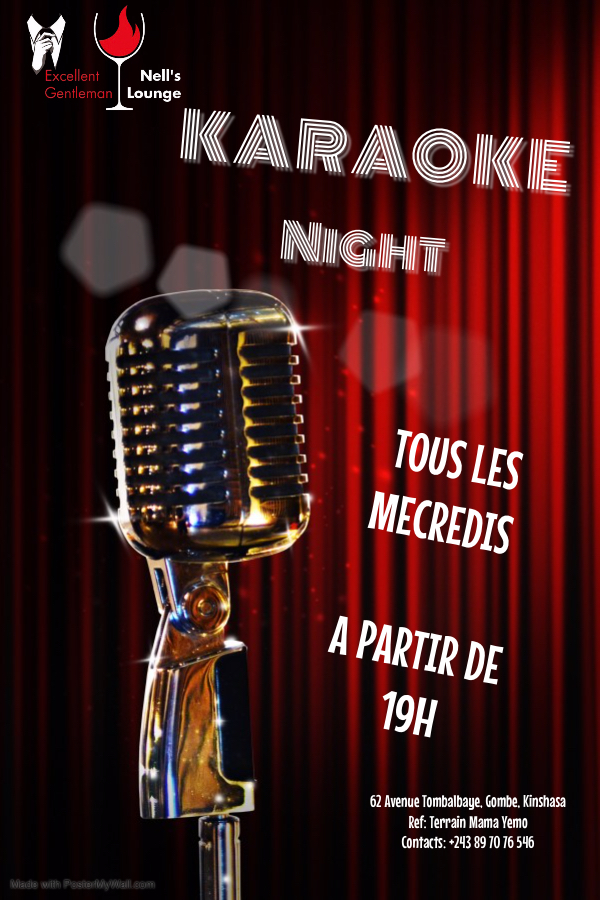 Excellent
Gentleman
Nell's
Lounge
KARAOKE
NIGHT
TOUS LES
MECREDIS
A PARTIR DE
19H
62 Avenue Tombalbaye, Gombe, Kinshasa
Ref: Terrain Mama Yemo
Contacts: +243 89 70 76 546
Made with PosterMyWall.com